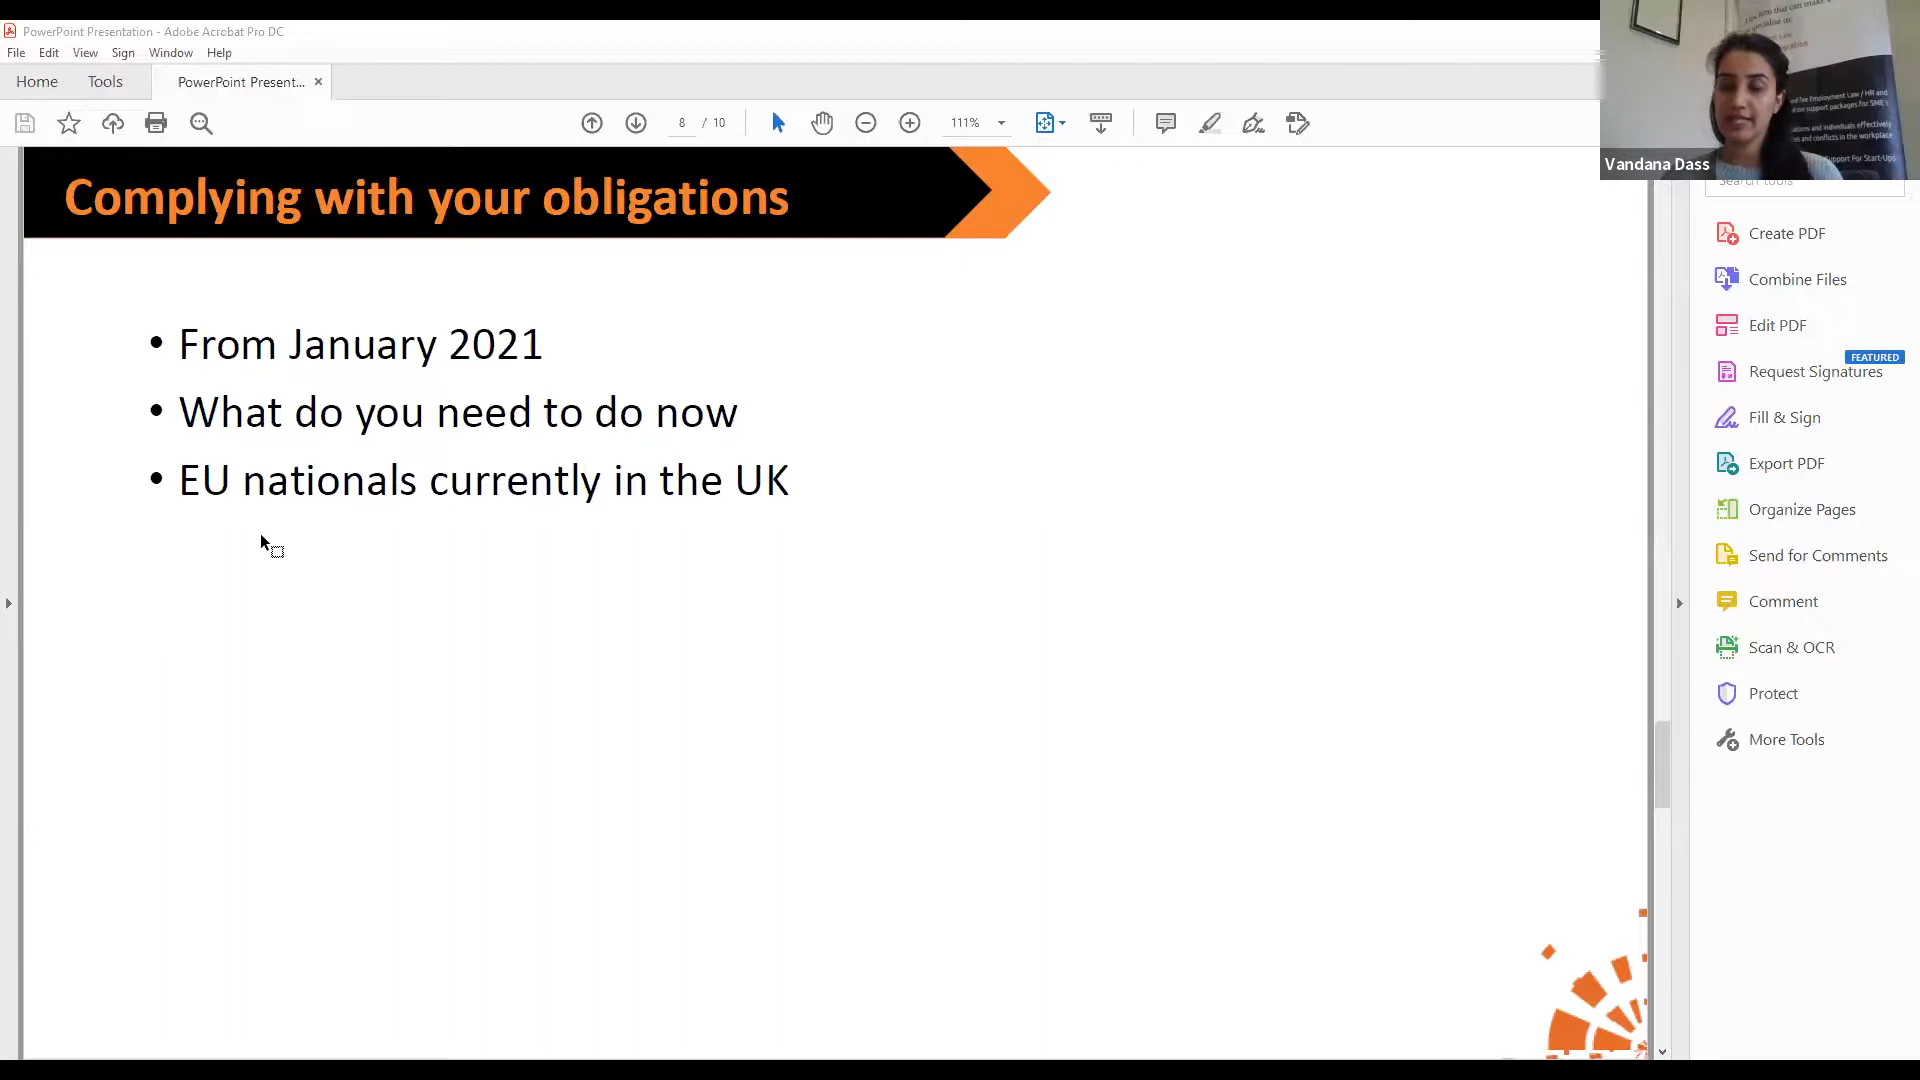 PowerPoint Presentation - Adobe Acrobat Pro DC
File Edit View Sign Window Help
Home Tools PowerPoint Present... ×
8 / 10 111%
Vandana Dass
Complying with your obligations
• From January 2021
• What do you need to do now
• EU nationals currently in the UK
Search tools
Create PDF
Combine Files
Edit PDF
FEATURED
Request Signatures
Fill & Sign
Export PDF
Organize Pages
Send for Comments
Comment
Scan & OCR
Protect
More Tools